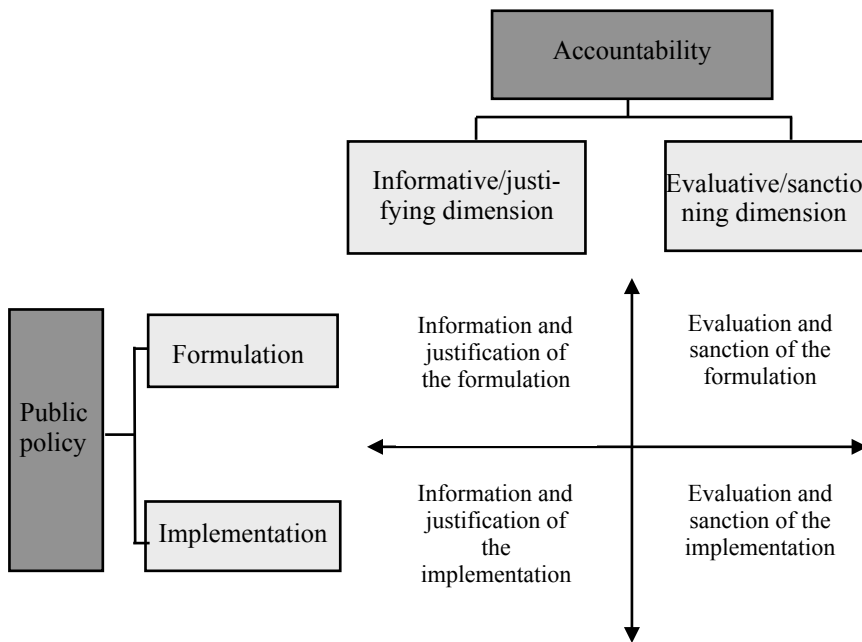 Accountability
Informative/justi-
fying dimension
Evaluative/sanctio
ning dimension
Public
policy
Formulation
Implementation
Information and
justification of
the formulation
Evaluation and
sanction of the
formulation
Information and
justification of
the
implementation
Evaluation and
sanction of the
implementation